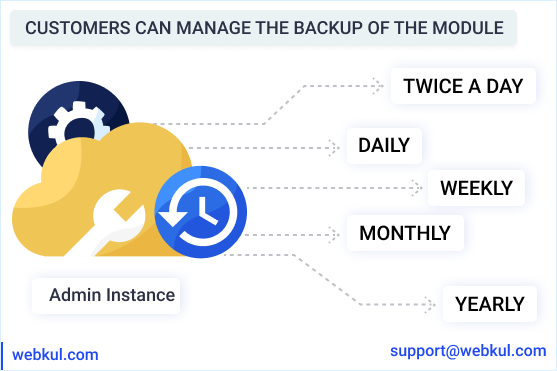 CUSTOMERS CAN MANAGE THE BACKUP OF THE MODULE
TWICE A DAY
DAILY
WEEKLY
MONTHLY
Admin Instance
YEARLY
webkul.com
support@webkul.com